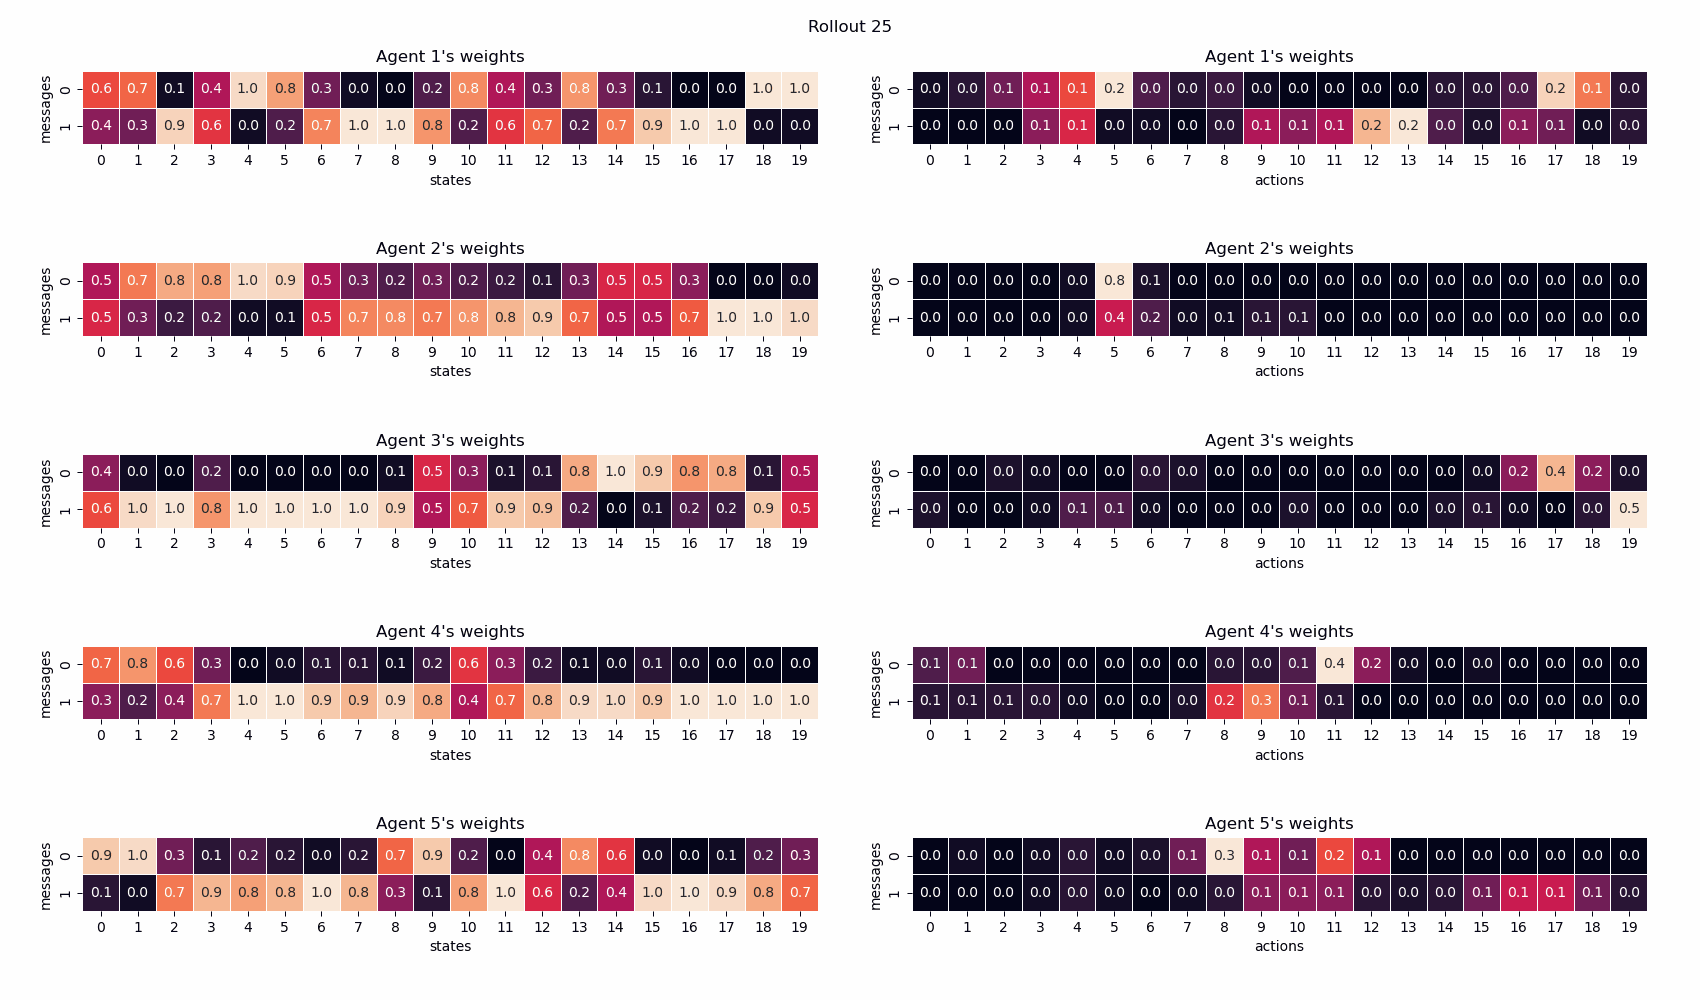 Rollout 25
Agent 1's weights
messages
0 0.6 0.7 0.1 0.4 1.0 0.8 0.3 0.0 0.0 0.2 0.8 0.4 0.3 0.8 0.3 0.1 0.0 0.0 1.0 1.0
1 0.4 0.3 0.9 0.6 0.0 0.2 0.7 1.0 1.0 0.8 0.2 0.6 0.7 0.2 0.7 0.9 1.0 1.0 0.0 0.0
0 1 2 3 4 5 6 7 8 9 10 11 12 13 14 15 16 17 18 19
states
Agent 1's weights
messages
0 0.0 0.0 0.1 0.1 0.1 0.2 0.0 0.0 0.0 0.0 0.0 0.0 0.0 0.0 0.0 0.0 0.0 0.2 0.1 0.0
1 0.0 0.0 0.0 0.1 0.1 0.0 0.0 0.0 0.0 0.1 0.1 0.1 0.2 0.2 0.0 0.0 0.1 0.1 0.0 0.0
0 1 2 3 4 5 6 7 8 9 10 11 12 13 14 15 16 17 18 19
actions
Agent 2's weights
messages
0 0.5 0.7 0.8 0.8 1.0 0.9 0.5 0.3 0.2 0.3 0.2 0.2 0.1 0.3 0.5 0.5 0.3 0.0 0.0 0.0
1 0.5 0.3 0.2 0.2 0.0 0.1 0.5 0.7 0.8 0.7 0.8 0.8 0.9 0.7 0.5 0.5 0.7 1.0 1.0 1.0
0 1 2 3 4 5 6 7 8 9 10 11 12 13 14 15 16 17 18 19
states
Agent 2's weights
messages
0 0.0 0.0 0.0 0.0 0.0 0.8 0.1 0.0 0.0 0.0 0.0 0.0 0.0 0.0 0.0 0.0 0.0 0.0 0.0 0.0
1 0.0 0.0 0.0 0.0 0.0 0.4 0.2 0.0 0.1 0.1 0.1 0.0 0.0 0.0 0.0 0.0 0.0 0.0 0.0 0.0
0 1 2 3 4 5 6 7 8 9 10 11 12 13 14 15 16 17 18 19
actions
Agent 3's weights
messages
0 0.4 0.0 0.0 0.2 0.0 0.0 0.0 0.0 0.1 0.5 0.3 0.1 0.1 0.8 1.0 0.9 0.8 0.8 0.1 0.5
1 0.6 1.0 1.0 0.8 1.0 1.0 1.0 1.0 0.9 0.5 0.7 0.9 0.9 0.2 0.0 0.1 0.2 0.2 0.9 0.5
0 1 2 3 4 5 6 7 8 9 10 11 12 13 14 15 16 17 18 19
states
Agent 3's weights
messages
0 0.0 0.0 0.0 0.0 0.0 0.0 0.0 0.0 0.0 0.0 0.0 0.0 0.0 0.0 0.0 0.0 0.2 0.4 0.2 0.0
1 0.0 0.0 0.0 0.0 0.1 0.1 0.0 0.0 0.0 0.0 0.0 0.0 0.0 0.0 0.0 0.1 0.0 0.0 0.0 0.5
0 1 2 3 4 5 6 7 8 9 10 11 12 13 14 15 16 17 18 19
actions
Agent 4's weights
messages
0 0.7 0.8 0.6 0.3 0.0 0.0 0.1 0.1 0.1 0.2 0.6 0.3 0.2 0.1 0.0 0.1 0.0 0.0 0.0 0.0
1 0.3 0.2 0.4 0.7 1.0 1.0 0.9 0.9 0.9 0.8 0.4 0.7 0.8 0.9 1.0 0.9 1.0 1.0 1.0 1.0
0 1 2 3 4 5 6 7 8 9 10 11 12 13 14 15 16 17 18 19
states
Agent 4's weights
messages
0 0.1 0.1 0.0 0.0 0.0 0.0 0.0 0.0 0.0 0.0 0.1 0.4 0.2 0.0 0.0 0.0 0.0 0.0 0.0 0.0
1 0.1 0.1 0.1 0.0 0.0 0.0 0.0 0.0 0.2 0.3 0.1 0.1 0.0 0.0 0.0 0.0 0.0 0.0 0.0 0.0
0 1 2 3 4 5 6 7 8 9 10 11 12 13 14 15 16 17 18 19
actions
Agent 5's weights
messages
0 0.9 1.0 0.3 0.1 0.2 0.2 0.0 0.2 0.7 0.9 0.2 0.0 0.4 0.8 0.6 0.0 0.0 0.1 0.2 0.3
1 0.1 0.0 0.7 0.9 0.8 0.8 1.0 0.8 0.3 0.1 0.8 1.0 0.6 0.2 0.4 1.0 1.0 0.9 0.8 0.7
0 1 2 3 4 5 6 7 8 9 10 11 12 13 14 15 16 17 18 19
states
Agent 5's weights
messages
0 0.0 0.0 0.0 0.0 0.0 0.0 0.0 0.1 0.3 0.1 0.1 0.2 0.1 0.0 0.0 0.0 0.0 0.0 0.0 0.0
1 0.0 0.0 0.0 0.0 0.0 0.0 0.0 0.0 0.0 0.1 0.1 0.1 0.0 0.0 0.0 0.1 0.1 0.1 0.1 0.0
0 1 2 3 4 5 6 7 8 9 10 11 12 13 14 15 16 17 18 19
actions